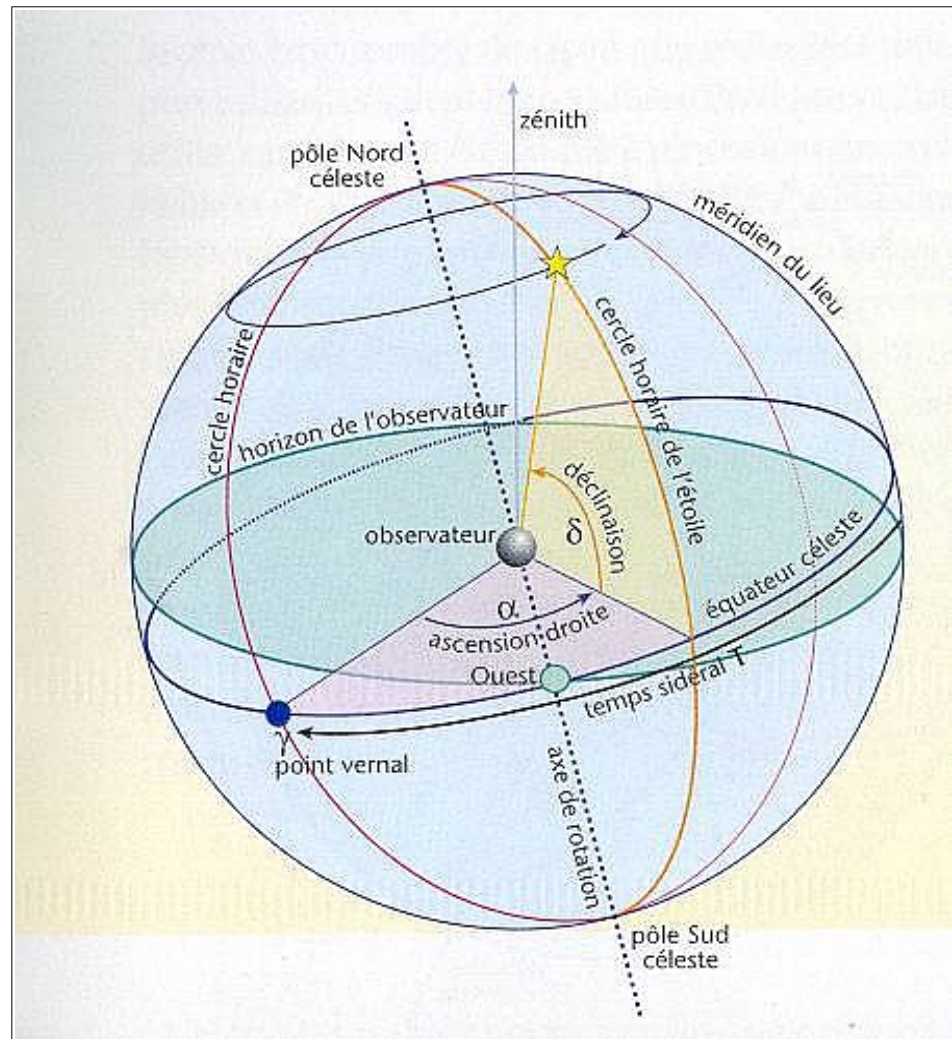 zénith
pôle Nord
céleste
méridien du lieu
cercle horaire
cercle horaire de l'étoile
horizon de l'observateur
déclinaison
δ
observateur
équateur céleste
α
ascension droite
Ouest
temps sidéral T
γ
point vernal
axe de rotation
pôle Sud
céleste